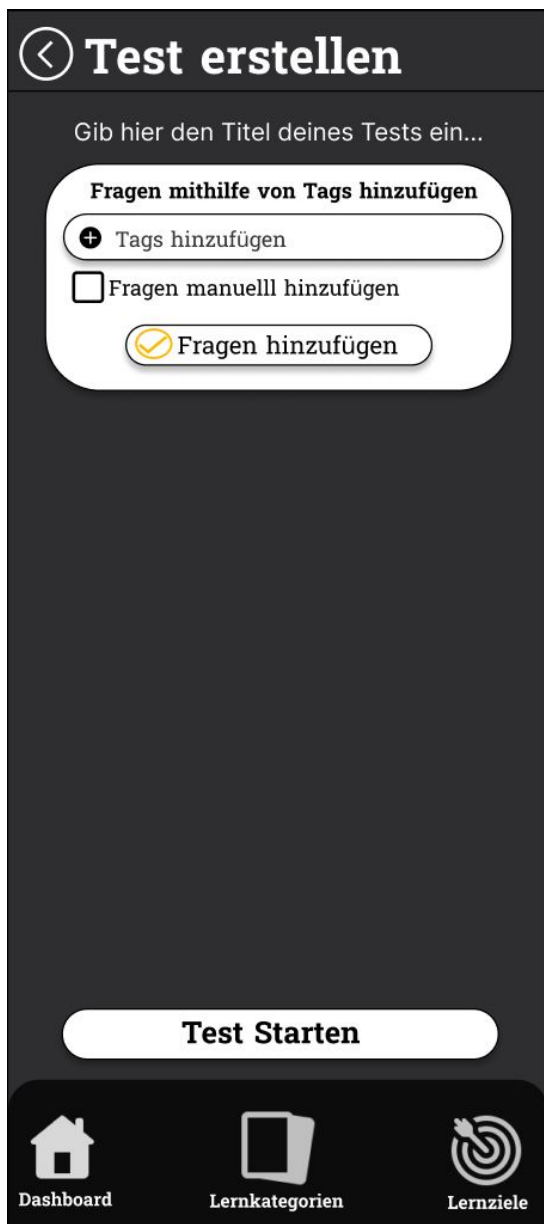 Test erstellen
Gib hier den Titel deines Tests ein...
Fragen mithilfe von Tags hinzufügen
Tags hinzufügen
Fragen manuelll hinzufügen
Fragen hinzufügen
Test Starten
Dashboard
Lernkategorien
Lernziele